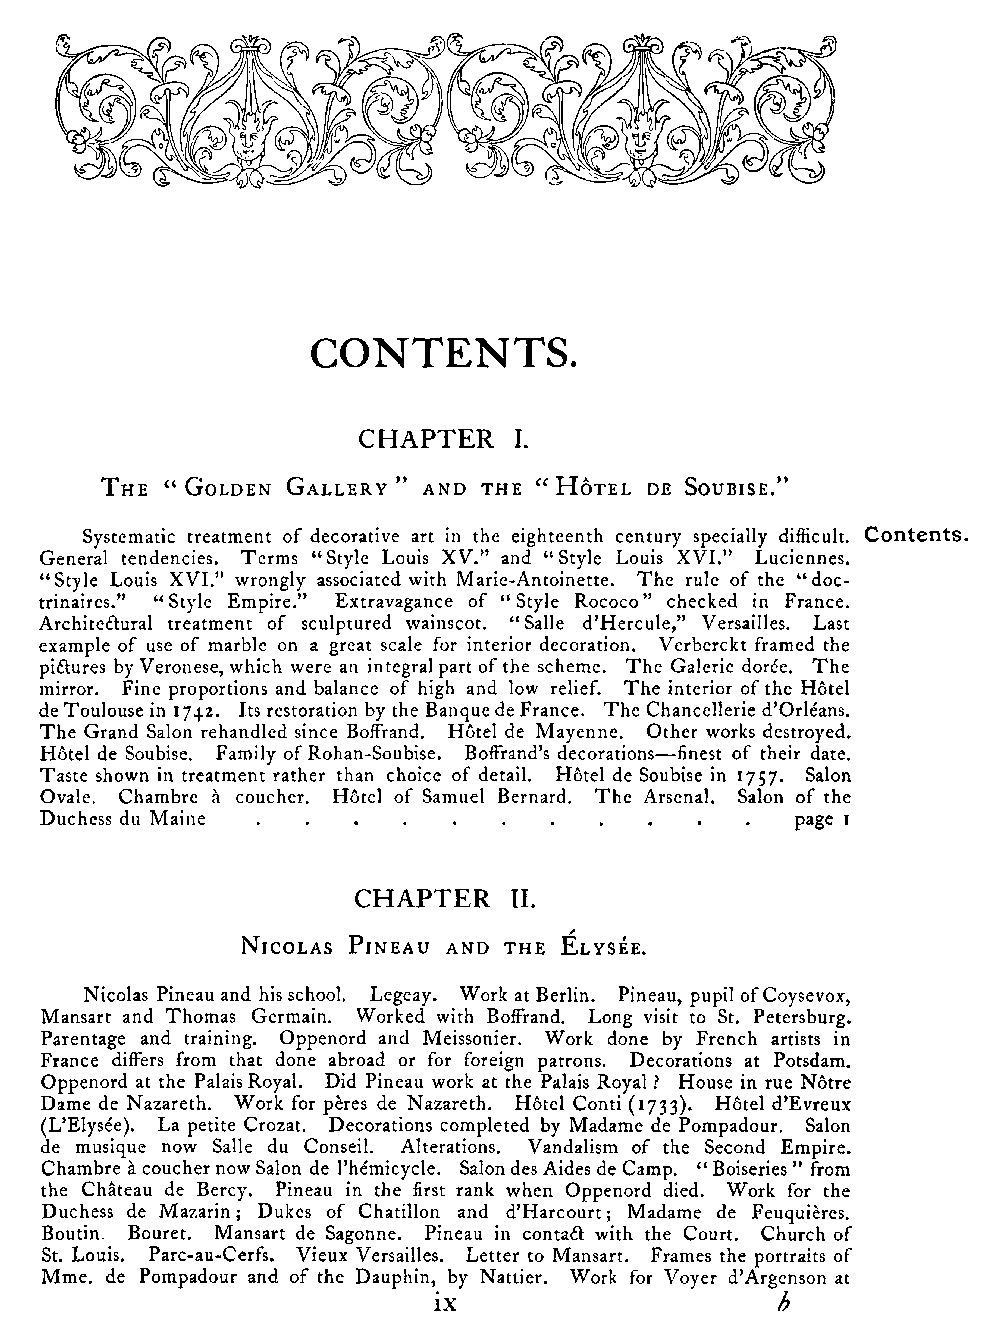 CONTENTS.
CHAPTER I.
THE “GOLDEN GALLERY” AND THE “HÔTEL DE SOUBISE.”
Contents.
Systematic treatment of decorative art in the eighteenth century specially difficult.
General tendencies. Terms “Style Louis XV.” and “Style Louis XVI.” Luciennes.
“Style Louis XVI.” wrongly associated with Marie-Antoinette. The rule of the “doc-
trinaires.” “Style Empire.” Extravagance of “Style Rococo” checked in France.
Architectural treatment of sculptured wainscot. “Salle d'Hercule,” Versailles. Last
example of use of marble on a great scale for interior decoration. Verberckt framed the
pictures by Veronese, which were an integral part of the scheme. The Galerie dorée. The
mirror. Fine proportions and balance of high and low relief. The interior of the Hôtel
de Toulouse in 1742. Its restoration by the Banque de France. The Chancellerie d'Orléans.
The Grand Salon rehandled since Boffrand. Hôtel de Mayenne. Other works destroyed.
Hôtel de Soubise. Family of Rohan-Soubise. Boffrand's decorations—finest of their date.
Taste shown in treatment rather than choice of detail. Hôtel de Soubise in 1757. Salon
Ovale. Chambre à coucher. Hôtel of Samuel Bernard. The Arsenal. Salon of the
Duchess du Maine . . . . . . . . . . . page 1
CHAPTER II.
NICOLAS PINEAU AND THE ÉLYSÉE.
Nicolas Pineau and his school. Legeay. Work at Berlin. Pineau, pupil of Coysevox,
Mansart and Thomas Germain. Worked with Boffrand. Long visit to St. Petersburg.
Parentage and training. Oppenord and Meissonier. Work done by French artists in
France differs from that done abroad or for foreign patrons. Decorations at Potsdam.
Oppenord at the Palais Royal. Did Pineau work at the Palais Royal? House in rue Nôtre
Dame de Nazareth. Work for pères de Nazareth. Hôtel Conti (1733). Hôtel d'Evreux
(L'Elysée). La petite Crozat. Decorations completed by Madame de Pompadour. Salon
de musique now Salle du Conseil. Alterations. Vandalism of the Second Empire.
Chambre à coucher now Salon de l'hémicycle. Salon des Aides de Camp. “Boiseries” from
the Château de Bercy. Pineau in the first rank when Oppenord died. Work for the
Duchess de Mazarin; Dukes of Chatillon and d'Harcourt; Madame de Feuquières.
Boutin. Bouret. Mansart de Sagonne. Pineau in contact with the Court. Church of
St. Louis. Parc-au-Cerfs. Vieux Versailles. Letter to Mansart. Frames the portraits of
Mme. de Pompadour and of the Dauphin, by Nattier. Work for Voyer d'Argenson at
ix b